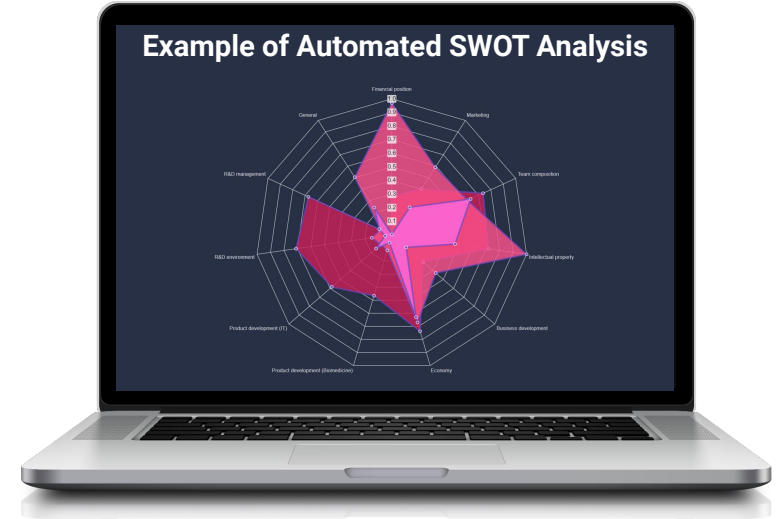 Example of Automated SWOT Analysis
Financial position
General
1.0
Marketing
0.9
0.8
0.7
0.6
R&D management
0.5
Team composition
0.4
0.3
0.2
0.1
R&D environment
Intellectual property
Product development (IT)
Business development
Product development (Biomedicine)
Economy